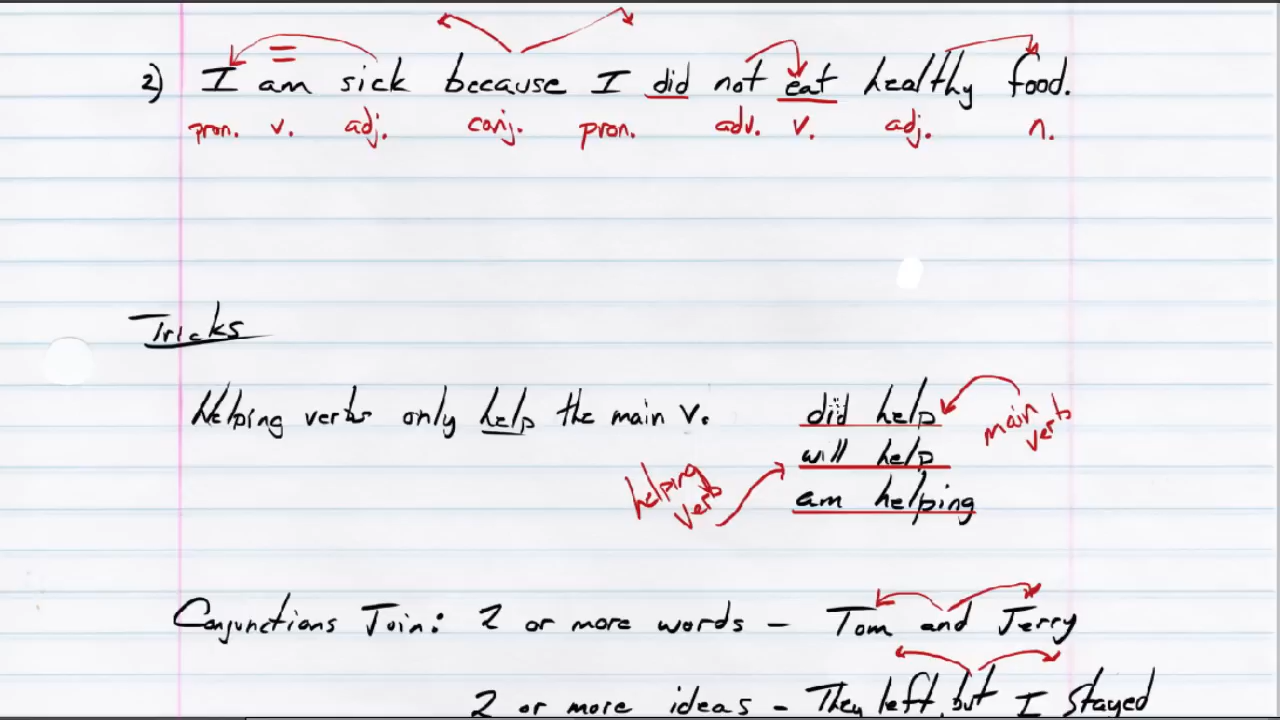 2) I am sick because I did not eat healthy food.
=
pron. v. adj. conj. pron. adv. v. adj. n.
Tricks
Helping verbs only help the main v.
did help
main verb
will help
helping verb
am helping
Conjunctions Join: 2 or more words - Tom and Jerry
2 or more ideas - They left, but I stayed